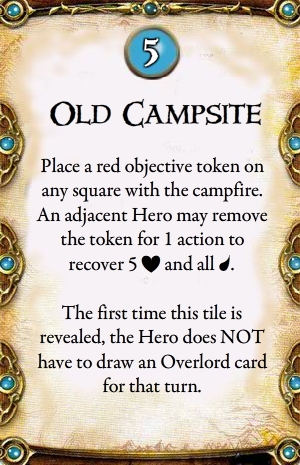 5
Old Campsite
Place a red objective token on
any square with the campfire.
An adjacent Hero may remove
the token for 1 action to
recover 5 and all .
The first time this tile is
revealed, the Hero does NOT
have to draw an Overlord card
for that turn.